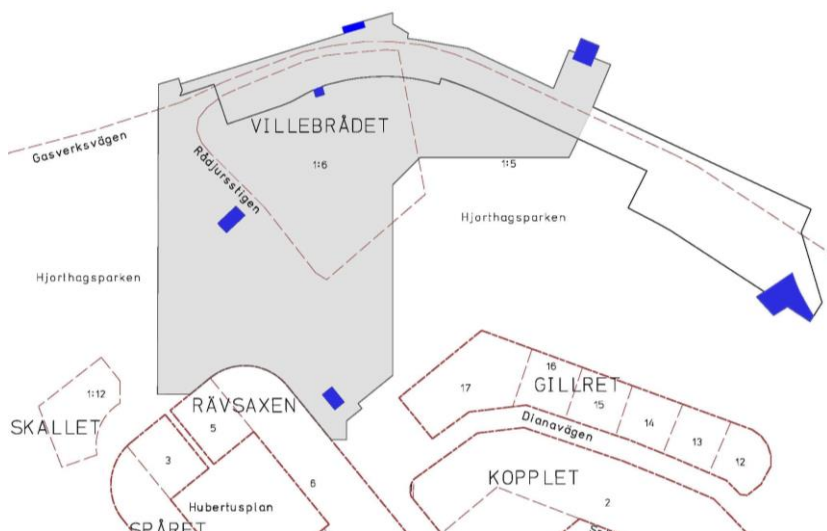 VILLEBRÅDET
Gasverksvägen
1:6
1:5
Rådjursstigen
Hjorthagsparken
Hjorthagsparken
1:12
SKALLET
RÄVSAXEN
5
3
6
Hubertusplan
SPÅRET
16
17
GILLRET
15
14
13
12
Dianavägen
KOPPLET
2